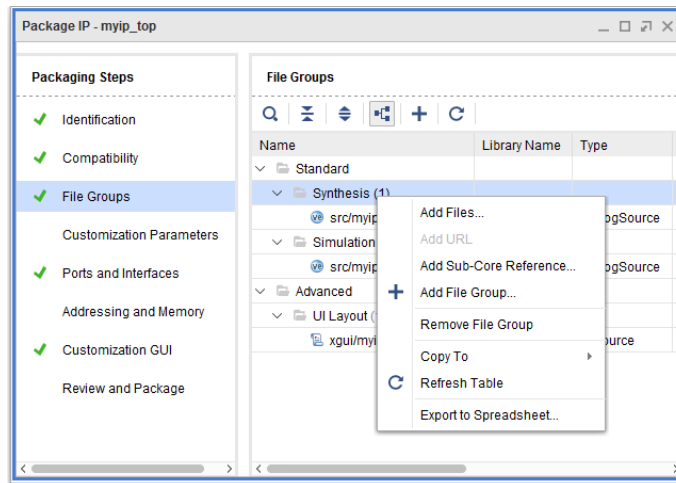 Package IP - myip_top
Packaging Steps
Identification
Compatibility
File Groups
Customization Parameters
Ports and Interfaces
Addressing and Memory
Customization GUI
Review and Package
File Groups
Name Library Name Type
Standard
Synthesis (1)
src/myip ogSource
Simulation
src/myip ogSource
Advanced
UI Layout (
xgui/myi ource
Add Files...
Add URL
Add Sub-Core Reference...
Add File Group...
Remove File Group
Copy To
Refresh Table
Export to Spreadsheet...